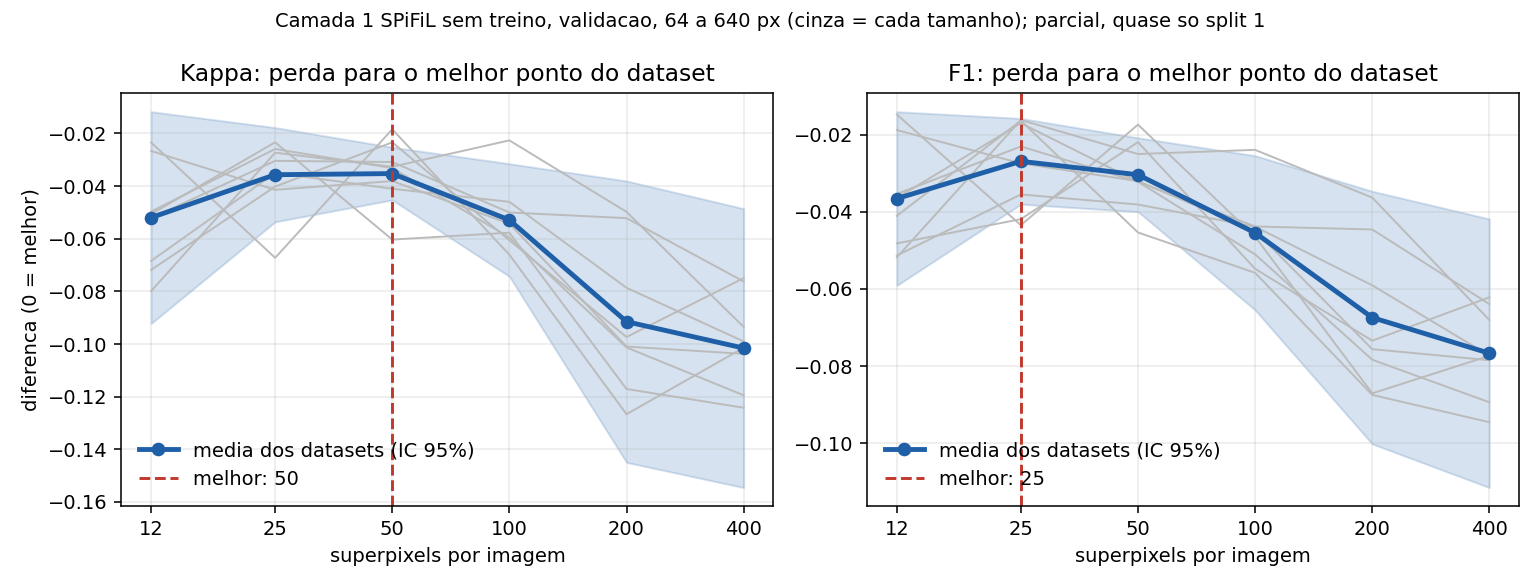 Camada 1 SPiFiL sem treino, validacao, 64 a 640 px (cinza = cada tamanho); parcial, quase so split 1
Kappa: perda para o melhor ponto do dataset
diferenca (0 = melhor)
−0.02
−0.04
−0.06
−0.08
−0.10
−0.12
−0.14
−0.16
media dos datasets (IC 95%)
melhor: 50
12 25 50 100 200 400
superpixels por imagem
F1: perda para o melhor ponto do dataset
−0.02
−0.04
−0.06
−0.08
−0.10
media dos datasets (IC 95%)
melhor: 25
12 25 50 100 200 400
superpixels por imagem